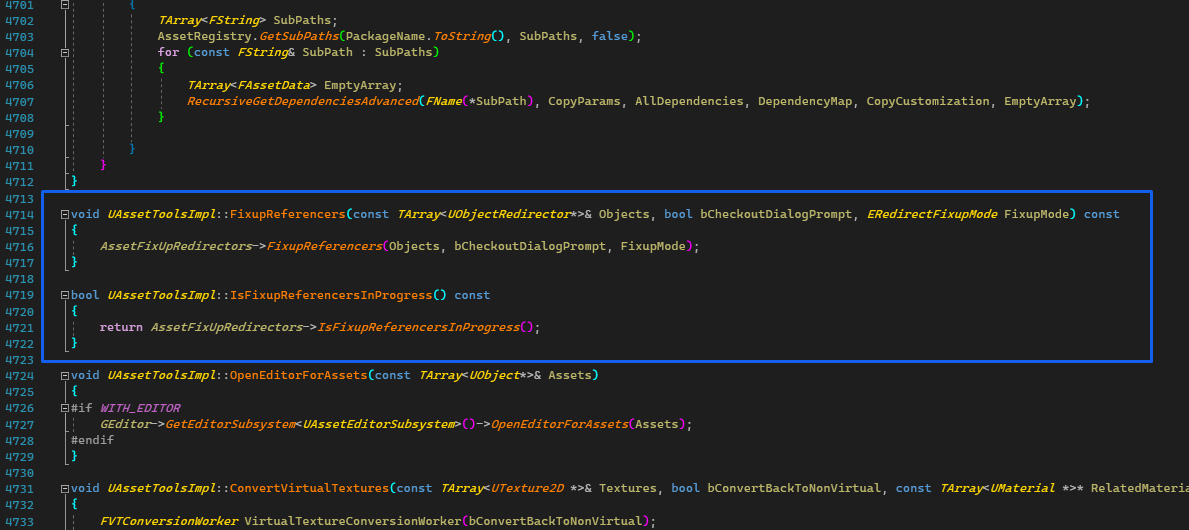 4701 {
4702 TArray<FString> SubPaths;
4703 AssetRegistry.GetSubPaths(PackageName.ToString(), SubPaths, false);
4704 for (const FString& SubPath : SubPaths)
4705 {
4706 TArray<FAssetData> EmptyArray;
4707 RecursiveGetDependenciesAdvanced(FName(*SubPath), CopyParams, AllDependencies, DependencyMap, CopyCustomization, EmptyArray);
4708 }
4709
4710 }
4711 }
4712 }
4713
4714 void UAssetToolsImpl::FixupReferencers(const TArray<UObjectRedirector*>& Objects, bool bCheckoutDialogPrompt, ERedirectFixupMode FixupMode) const
4715 {
4716 AssetFixUpRedirectors->FixupReferencers(Objects, bCheckoutDialogPrompt, FixupMode);
4717 }
4718
4719 bool UAssetToolsImpl::IsFixupReferencersInProgress() const
4720 {
4721 return AssetFixUpRedirectors->IsFixupReferencersInProgress();
4722 }
4723
4724 void UAssetToolsImpl::OpenEditorForAssets(const TArray<UObject*>& Assets)
4725 {
4726 #if WITH_EDITOR
4727 GEditor->GetEditorSubsystem<UAssetEditorSubsystem>()->OpenEditorForAssets(Assets);
4728 #endif
4729 }
4730
4731 void UAssetToolsImpl::ConvertVirtualTextures(const TArray<UTexture2D *>& Textures, bool bConvertBackToNonVirtual, const TArray<UMaterial *>* RelatedMateria
4732 {
4733 FVTConversionWorker VirtualTextureConversionWorker(bConvertBackToNonVirtual);